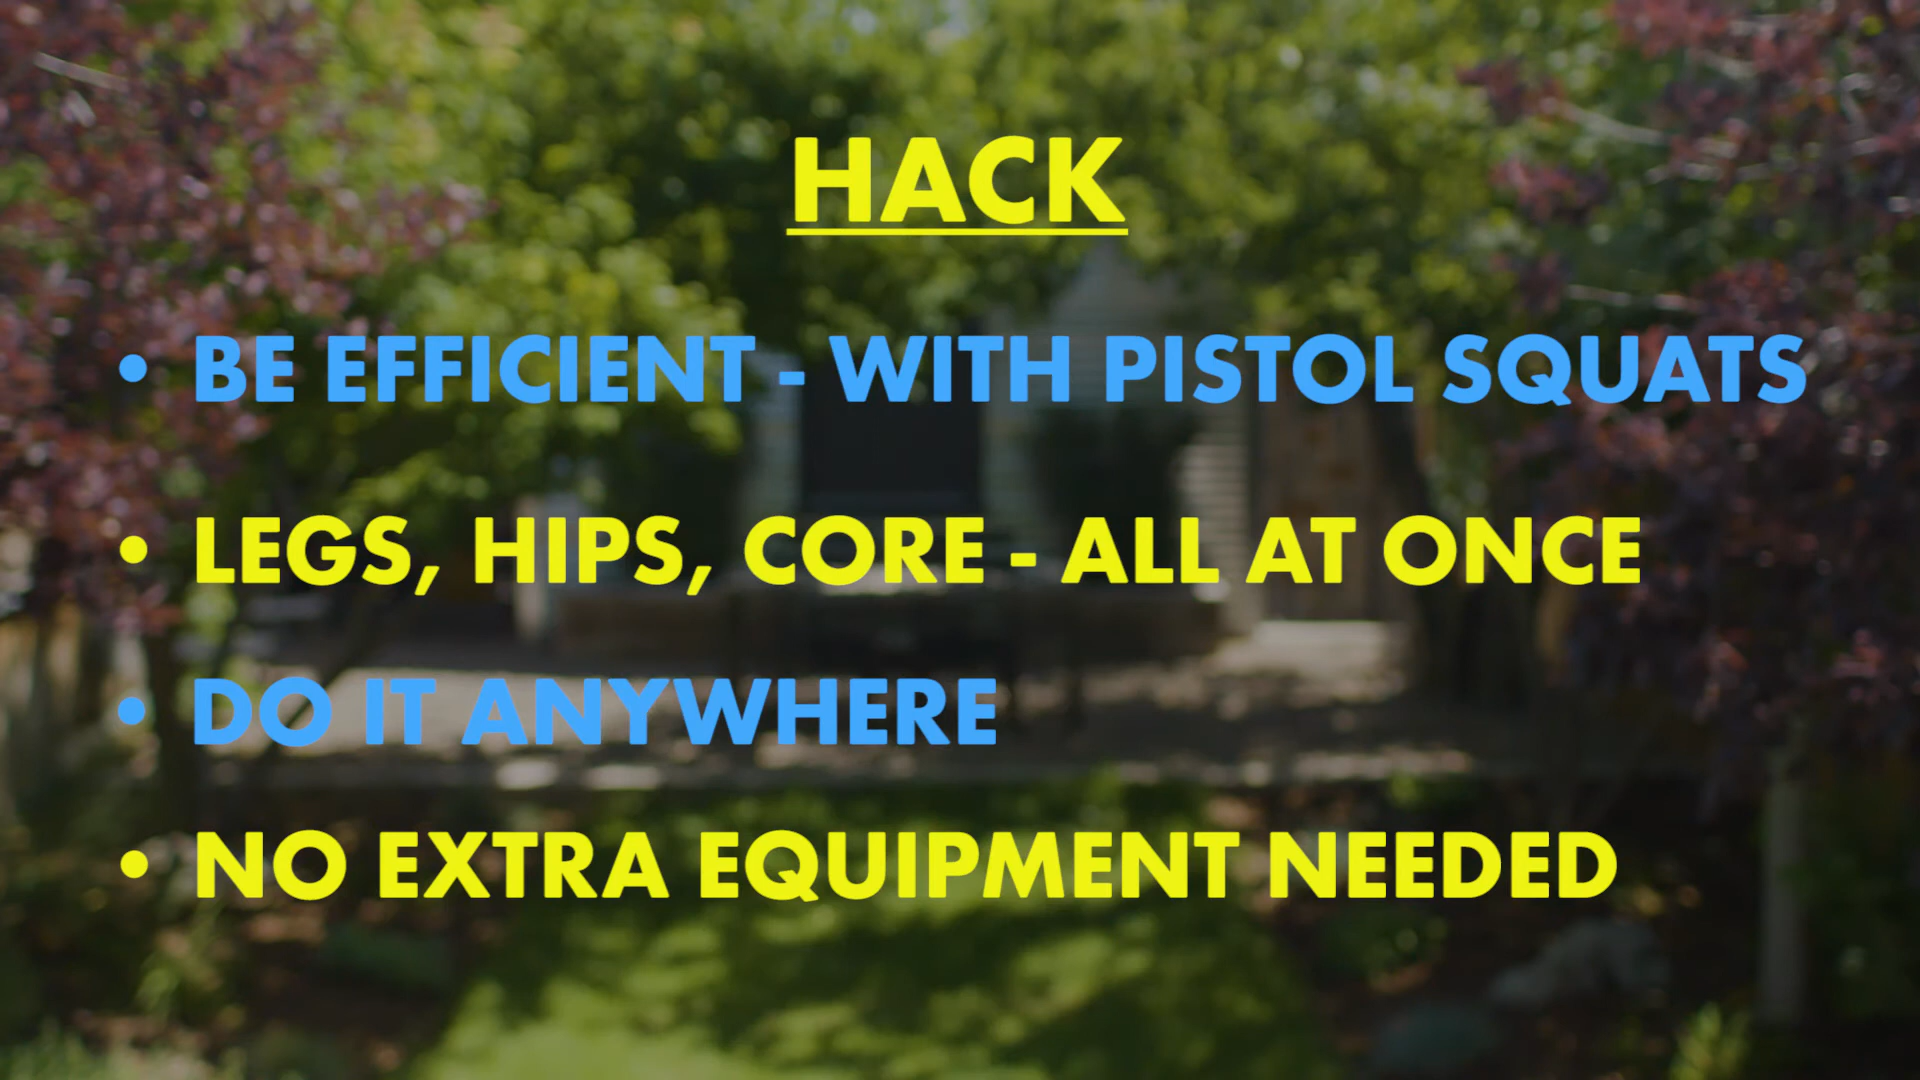 HACK
• BE EFFICIENT - WITH PISTOL SQUATS
• LEGS, HIPS, CORE - ALL AT ONCE
• DO IT ANYWHERE
• NO EXTRA EQUIPMENT NEEDED